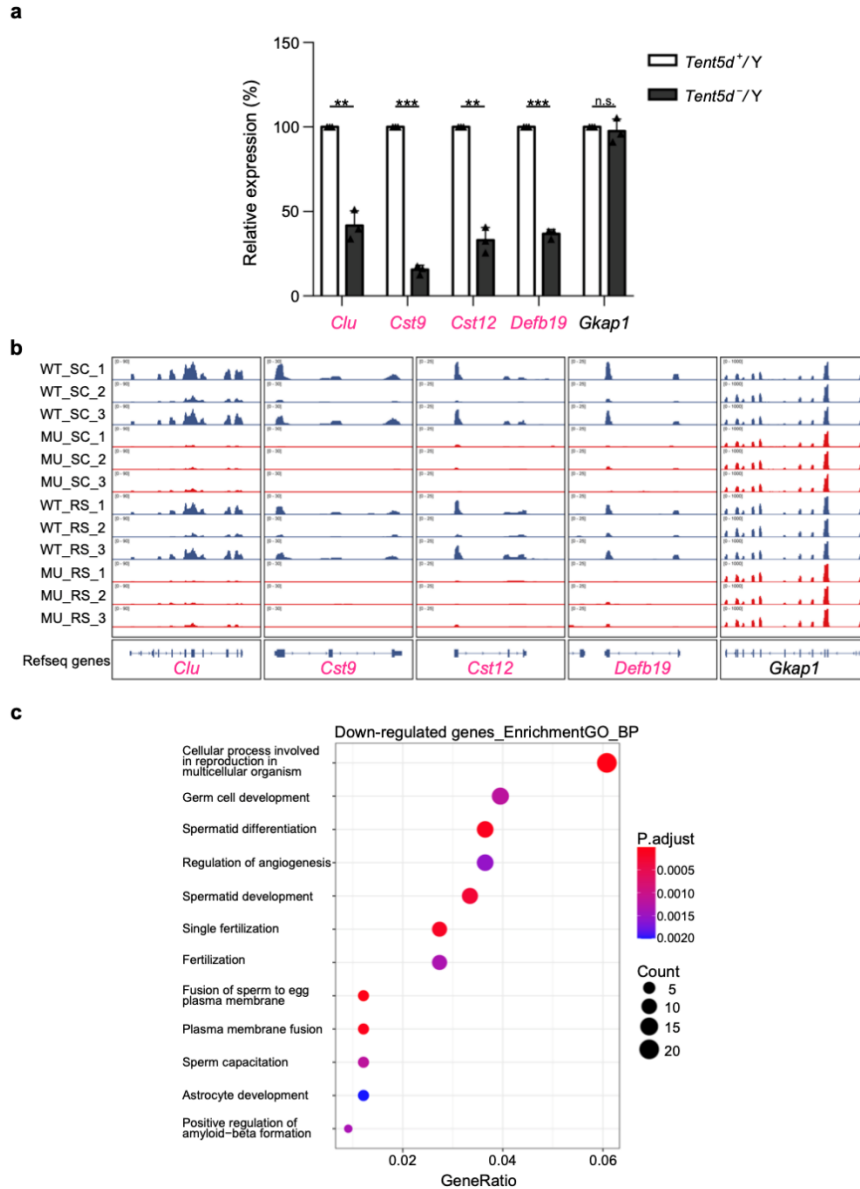 a
150
100
50
0
Relative expression (%)
** *** ** *** n.s.
Tent5d⁺/Y
Tent5d⁻/Y
Clu Cst9 Cst12 Defb19 Gkap1
b
WT_SC_1
WT_SC_2
WT_SC_3
MU_SC_1
MU_SC_2
MU_SC_3
WT_RS_1
WT_RS_2
WT_RS_3
MU_RS_1
MU_RS_2
MU_RS_3
Refseq genes
Clu Cst9 Cst12 Defb19 Gkap1
c
Down-regulated genes_EnrichmentGO_BP
Cellular process involved
in reproduction in
multicellular organism
Germ cell development
Spermatid differentiation
Regulation of angiogenesis
Spermatid development
Single fertilization
Fertilization
Fusion of sperm to egg
plasma membrane
Plasma membrane fusion
Sperm capacitation
Astrocyte development
Positive regulation of
amyloid−beta formation
0.02 0.04 0.06
GeneRatio
P.adjust
0.0005
0.0010
0.0015
0.0020
Count
5
10
15
20